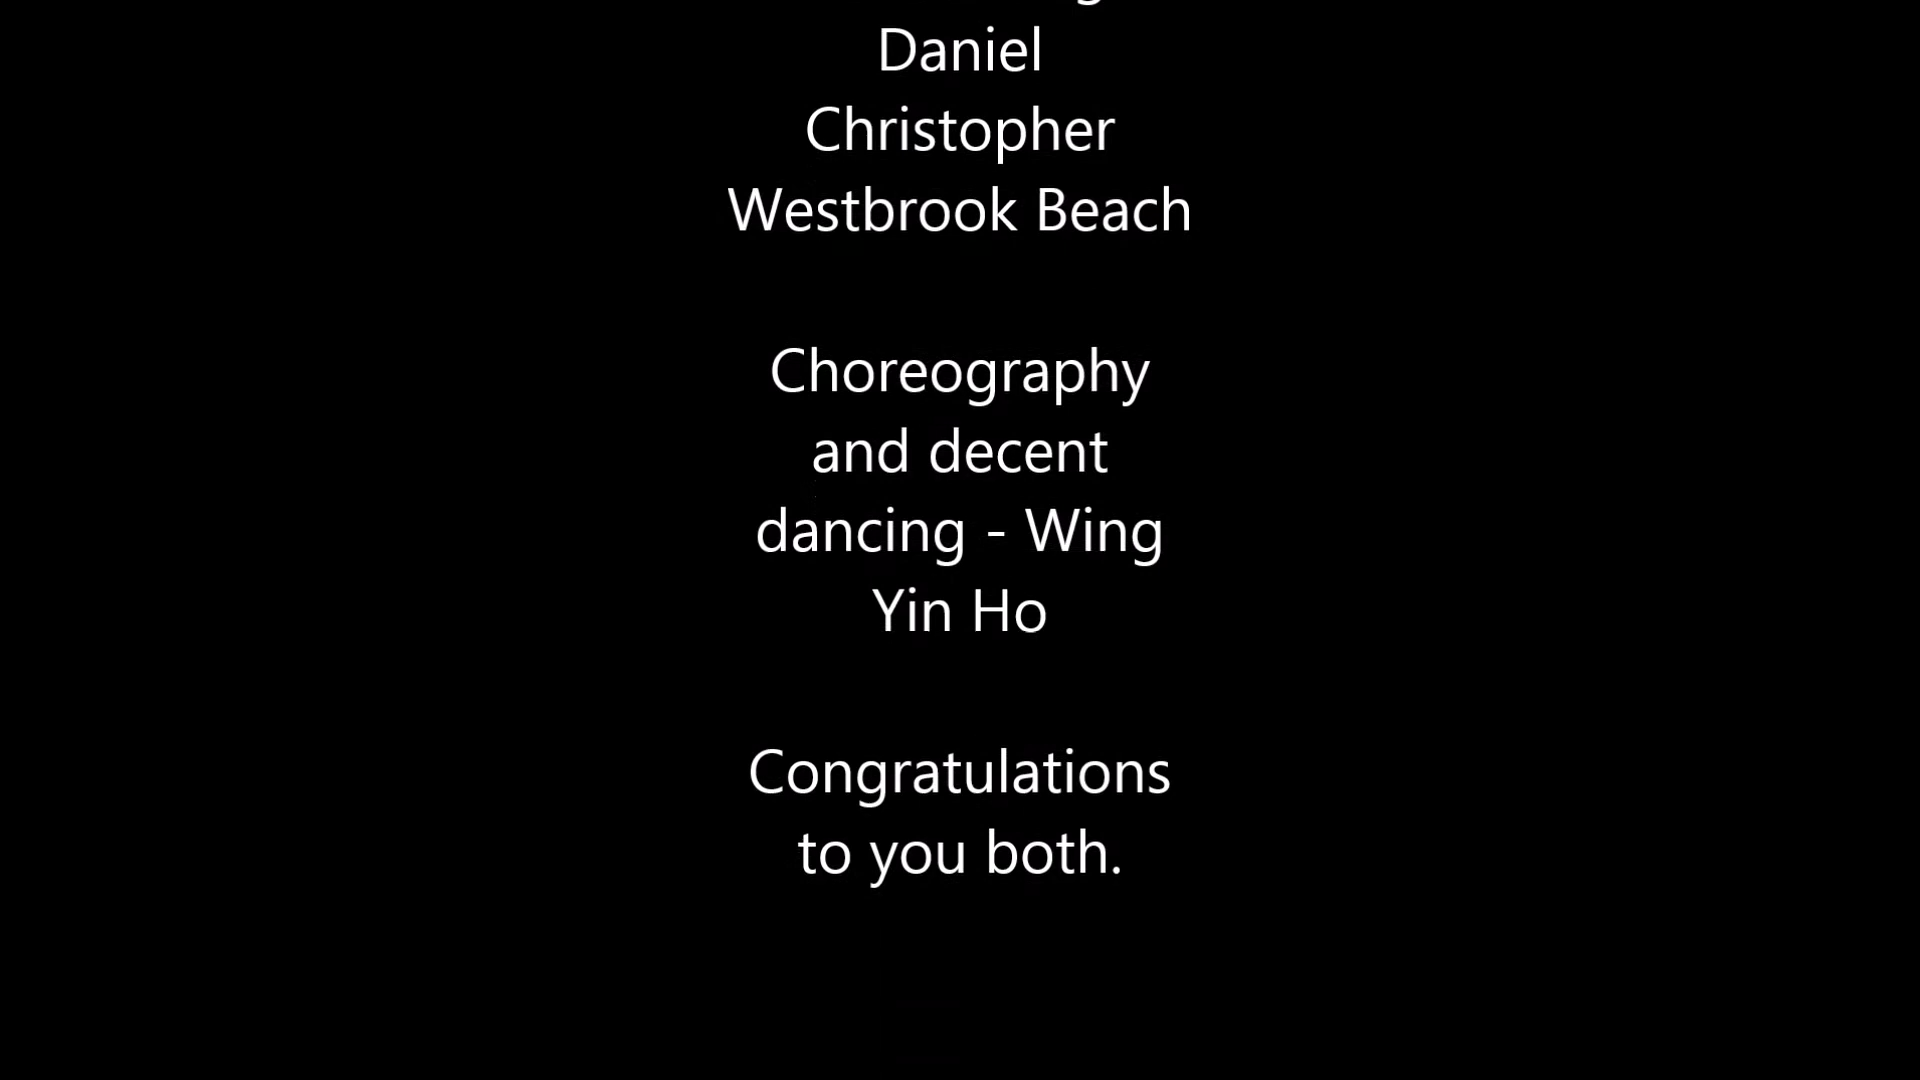 Daniel
Christopher
Westbrook Beach
Choreography
and decent
dancing - Wing
Yin Ho
Congratulations
to you both.